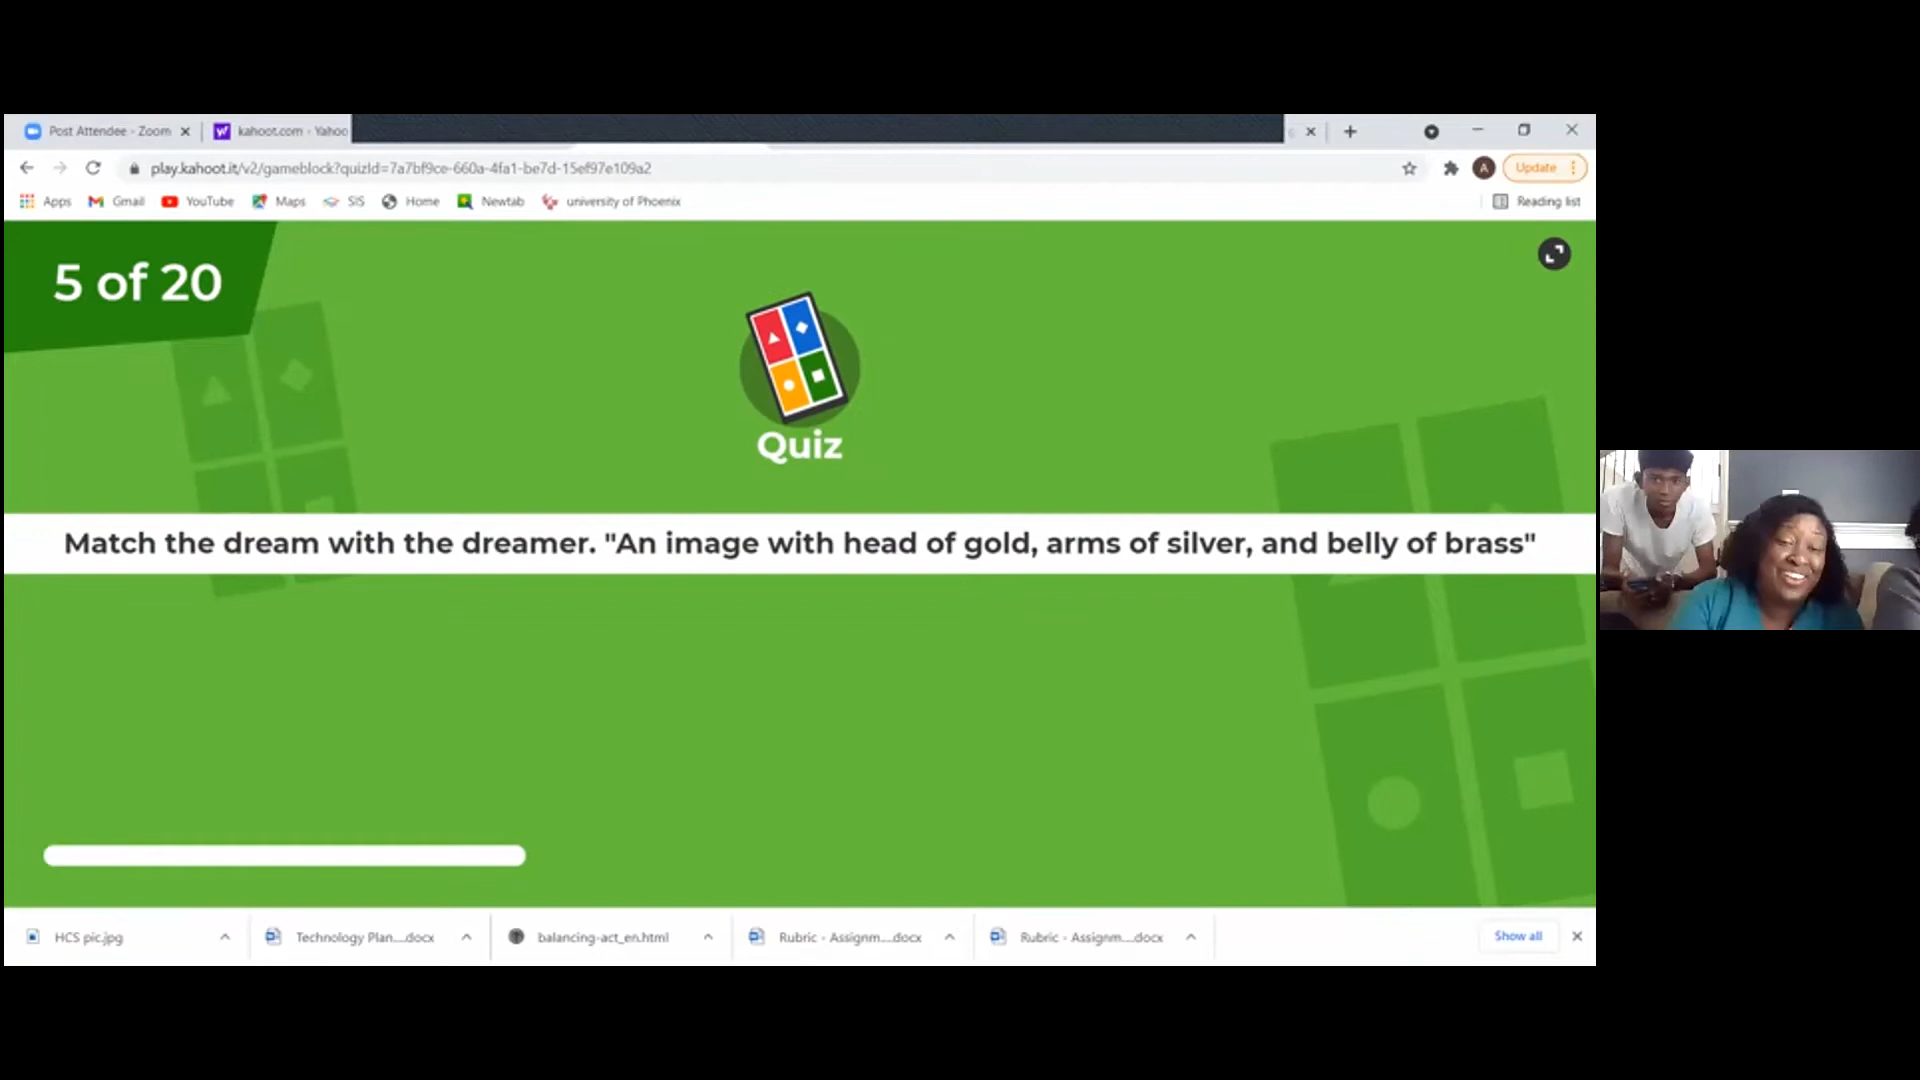 Post Attendee - Zoom
kahoot.com - Yahoo
play.kahoot.it/v2/gameblock?quizId=7a7bf9ce-660a-4fa1-be7d-15ef97e109a2
A
Update
Apps
Gmail
YouTube
Maps
SIS
Home
Newtab
university of Phoenix
Reading list
5 of 20
Quiz
Match the dream with the dreamer. "An image with head of gold, arms of silver, and belly of brass"
HCS pic.jpg
Technology Plan....docx
balancing-act_en.html
Rubric - Assignm....docx
Rubric - Assignm....docx
Show all